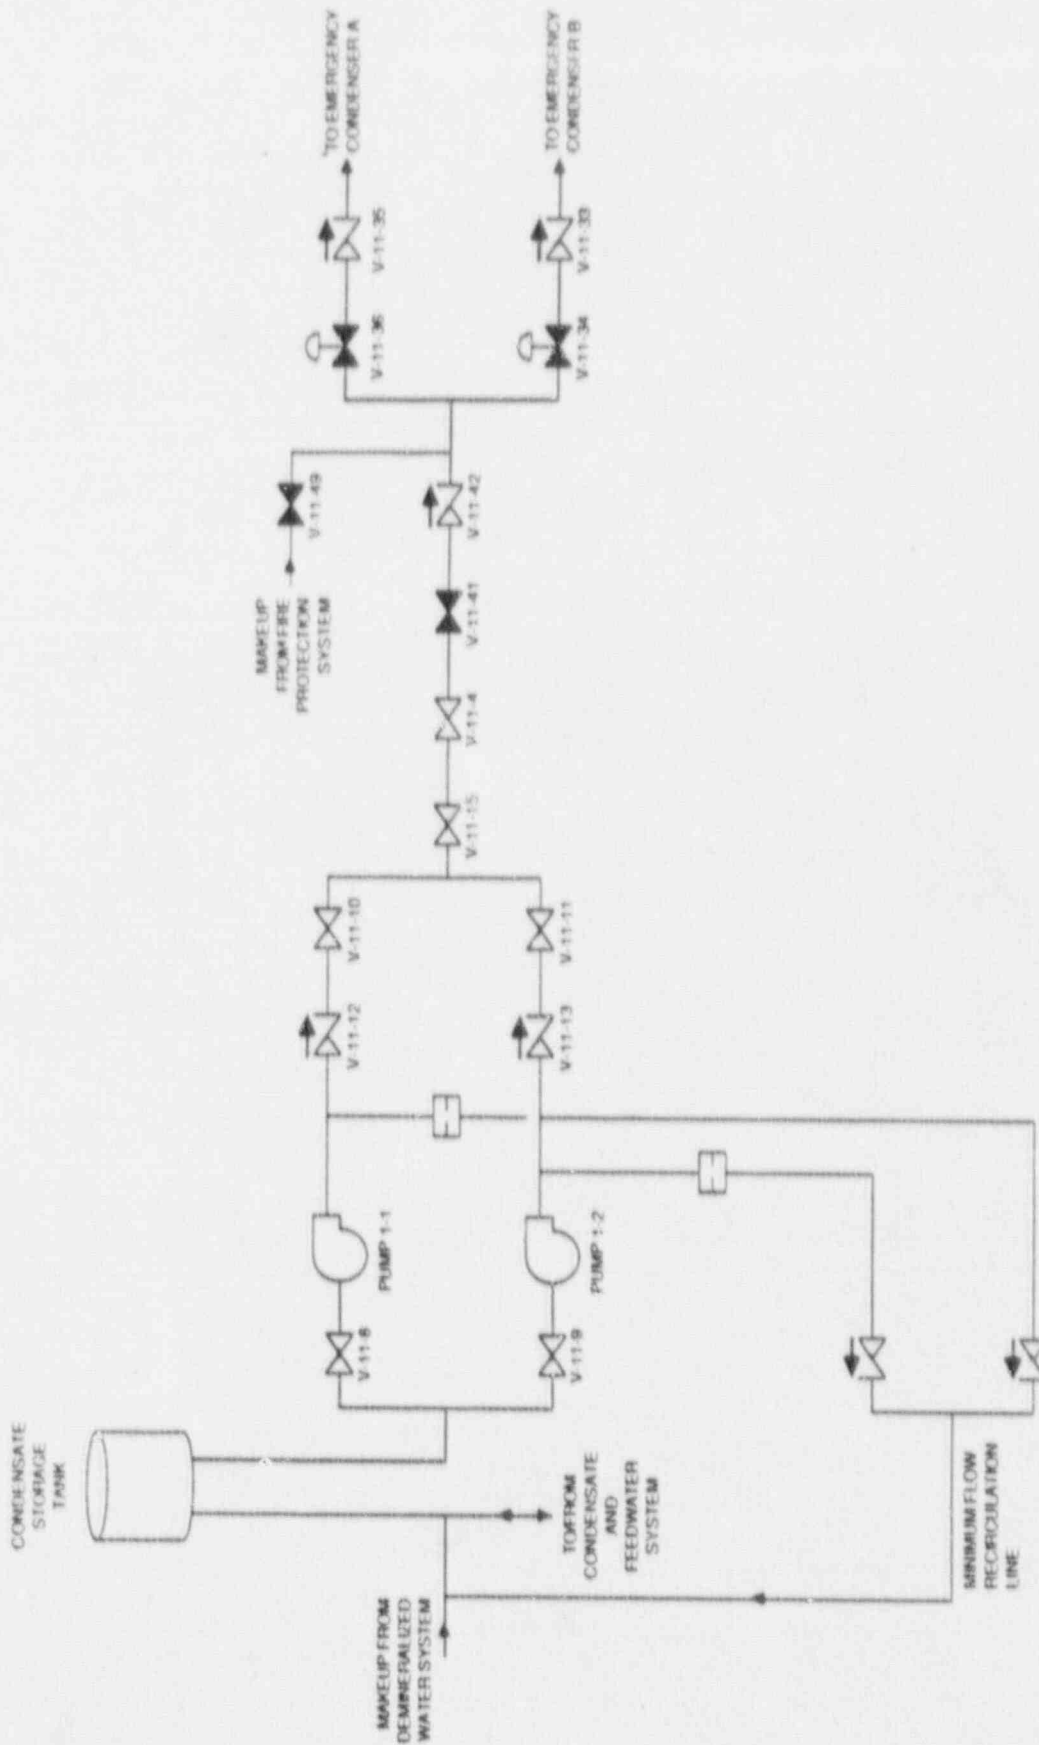 CONDENSATE
STORAGE
TANK
MAKEUP FROM
DEMINERALIZED
WATER SYSTEM
TO/FROM
CONDENSATE
AND
FEEDWATER
SYSTEM
MINIMUM FLOW
RECIRCULATION
LINE
V-11-8
V-11-9
PUMP 1-1
PUMP 1-2
V-11-12
V-11-13
V-11-10
V-11-11
V-11-15
V-11-4
V-11-41
V-11-42
MAKEUP
FROM FIRE
PROTECTION
SYSTEM
V-11-49
V-11-36
V-11-34
V-11-35
V-11-33
TO EMERGENCY
CONDENSER A
TO EMERGENCY
CONDENSER B